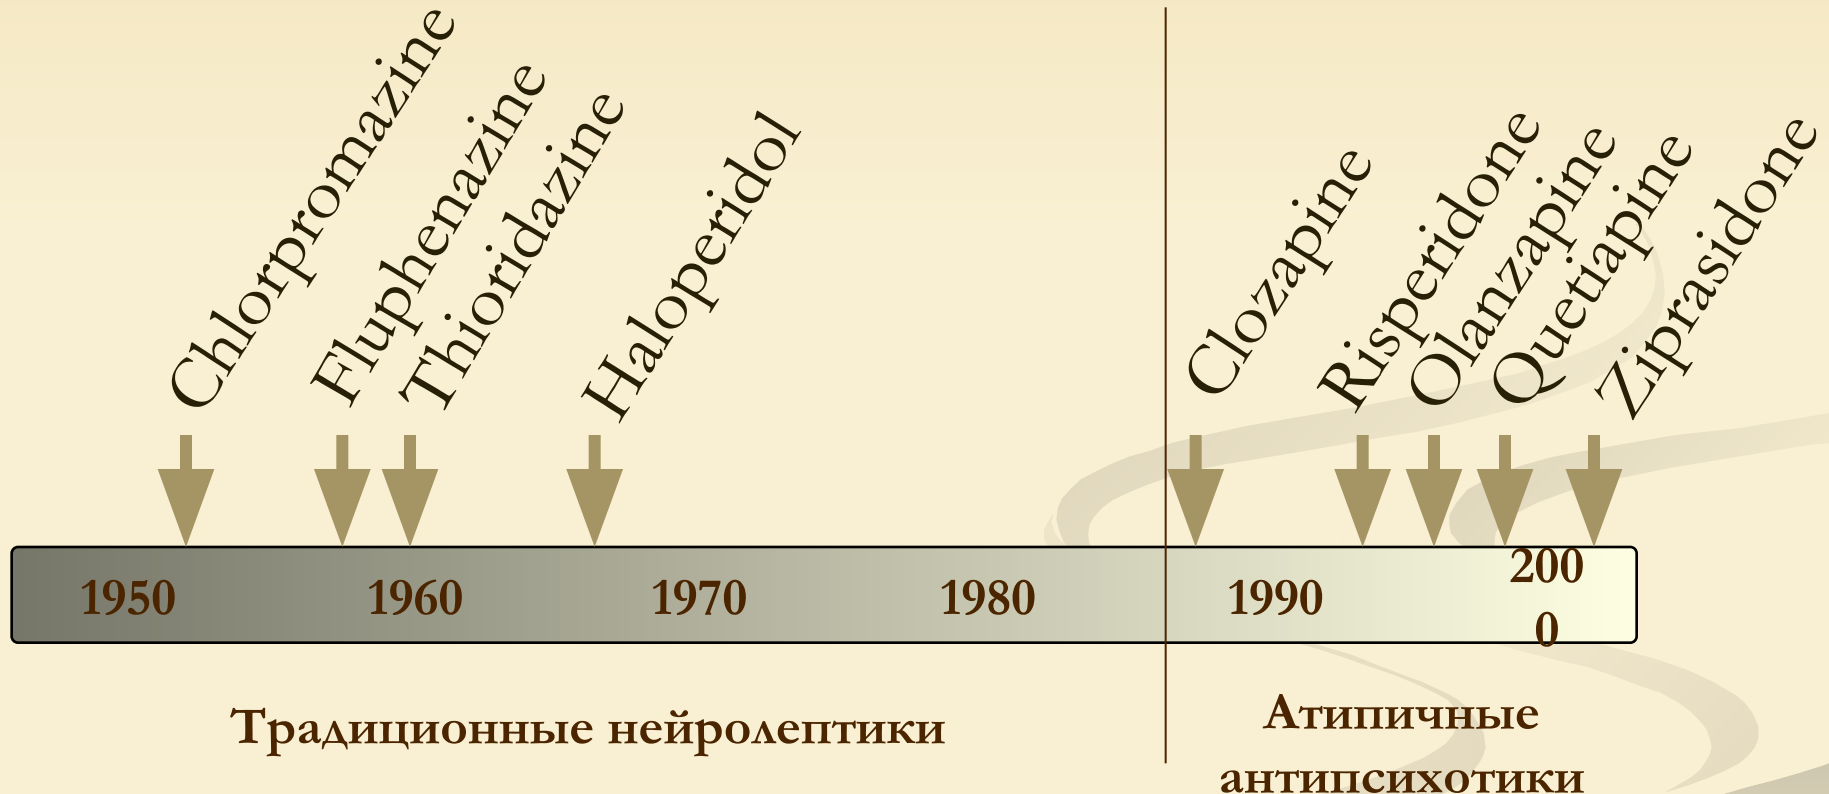 Chlorpromazine
Fluphenazine
Thioridazine
Haloperidol
Clozapine
Risperidone
Olanzapine
Quetiapine
Ziprasidone
1950
1960
1970
1980
1990
200
0
Традиционные нейролептики
Атипичные
антипсихотики